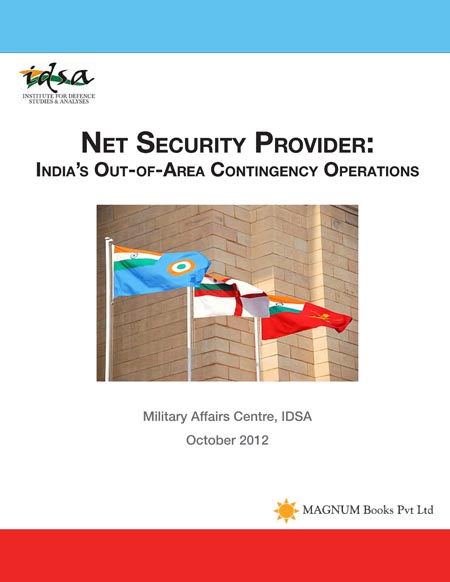 idsa
INSTITUTE FOR DEFENCE
STUDIES & ANALYSES
NET SECURITY PROVIDER:
INDIA'S OUT-OF-AREA CONTINGENCY OPERATIONS
Military Affairs Centre, IDSA
October 2012
MAGNUM Books Pvt Ltd